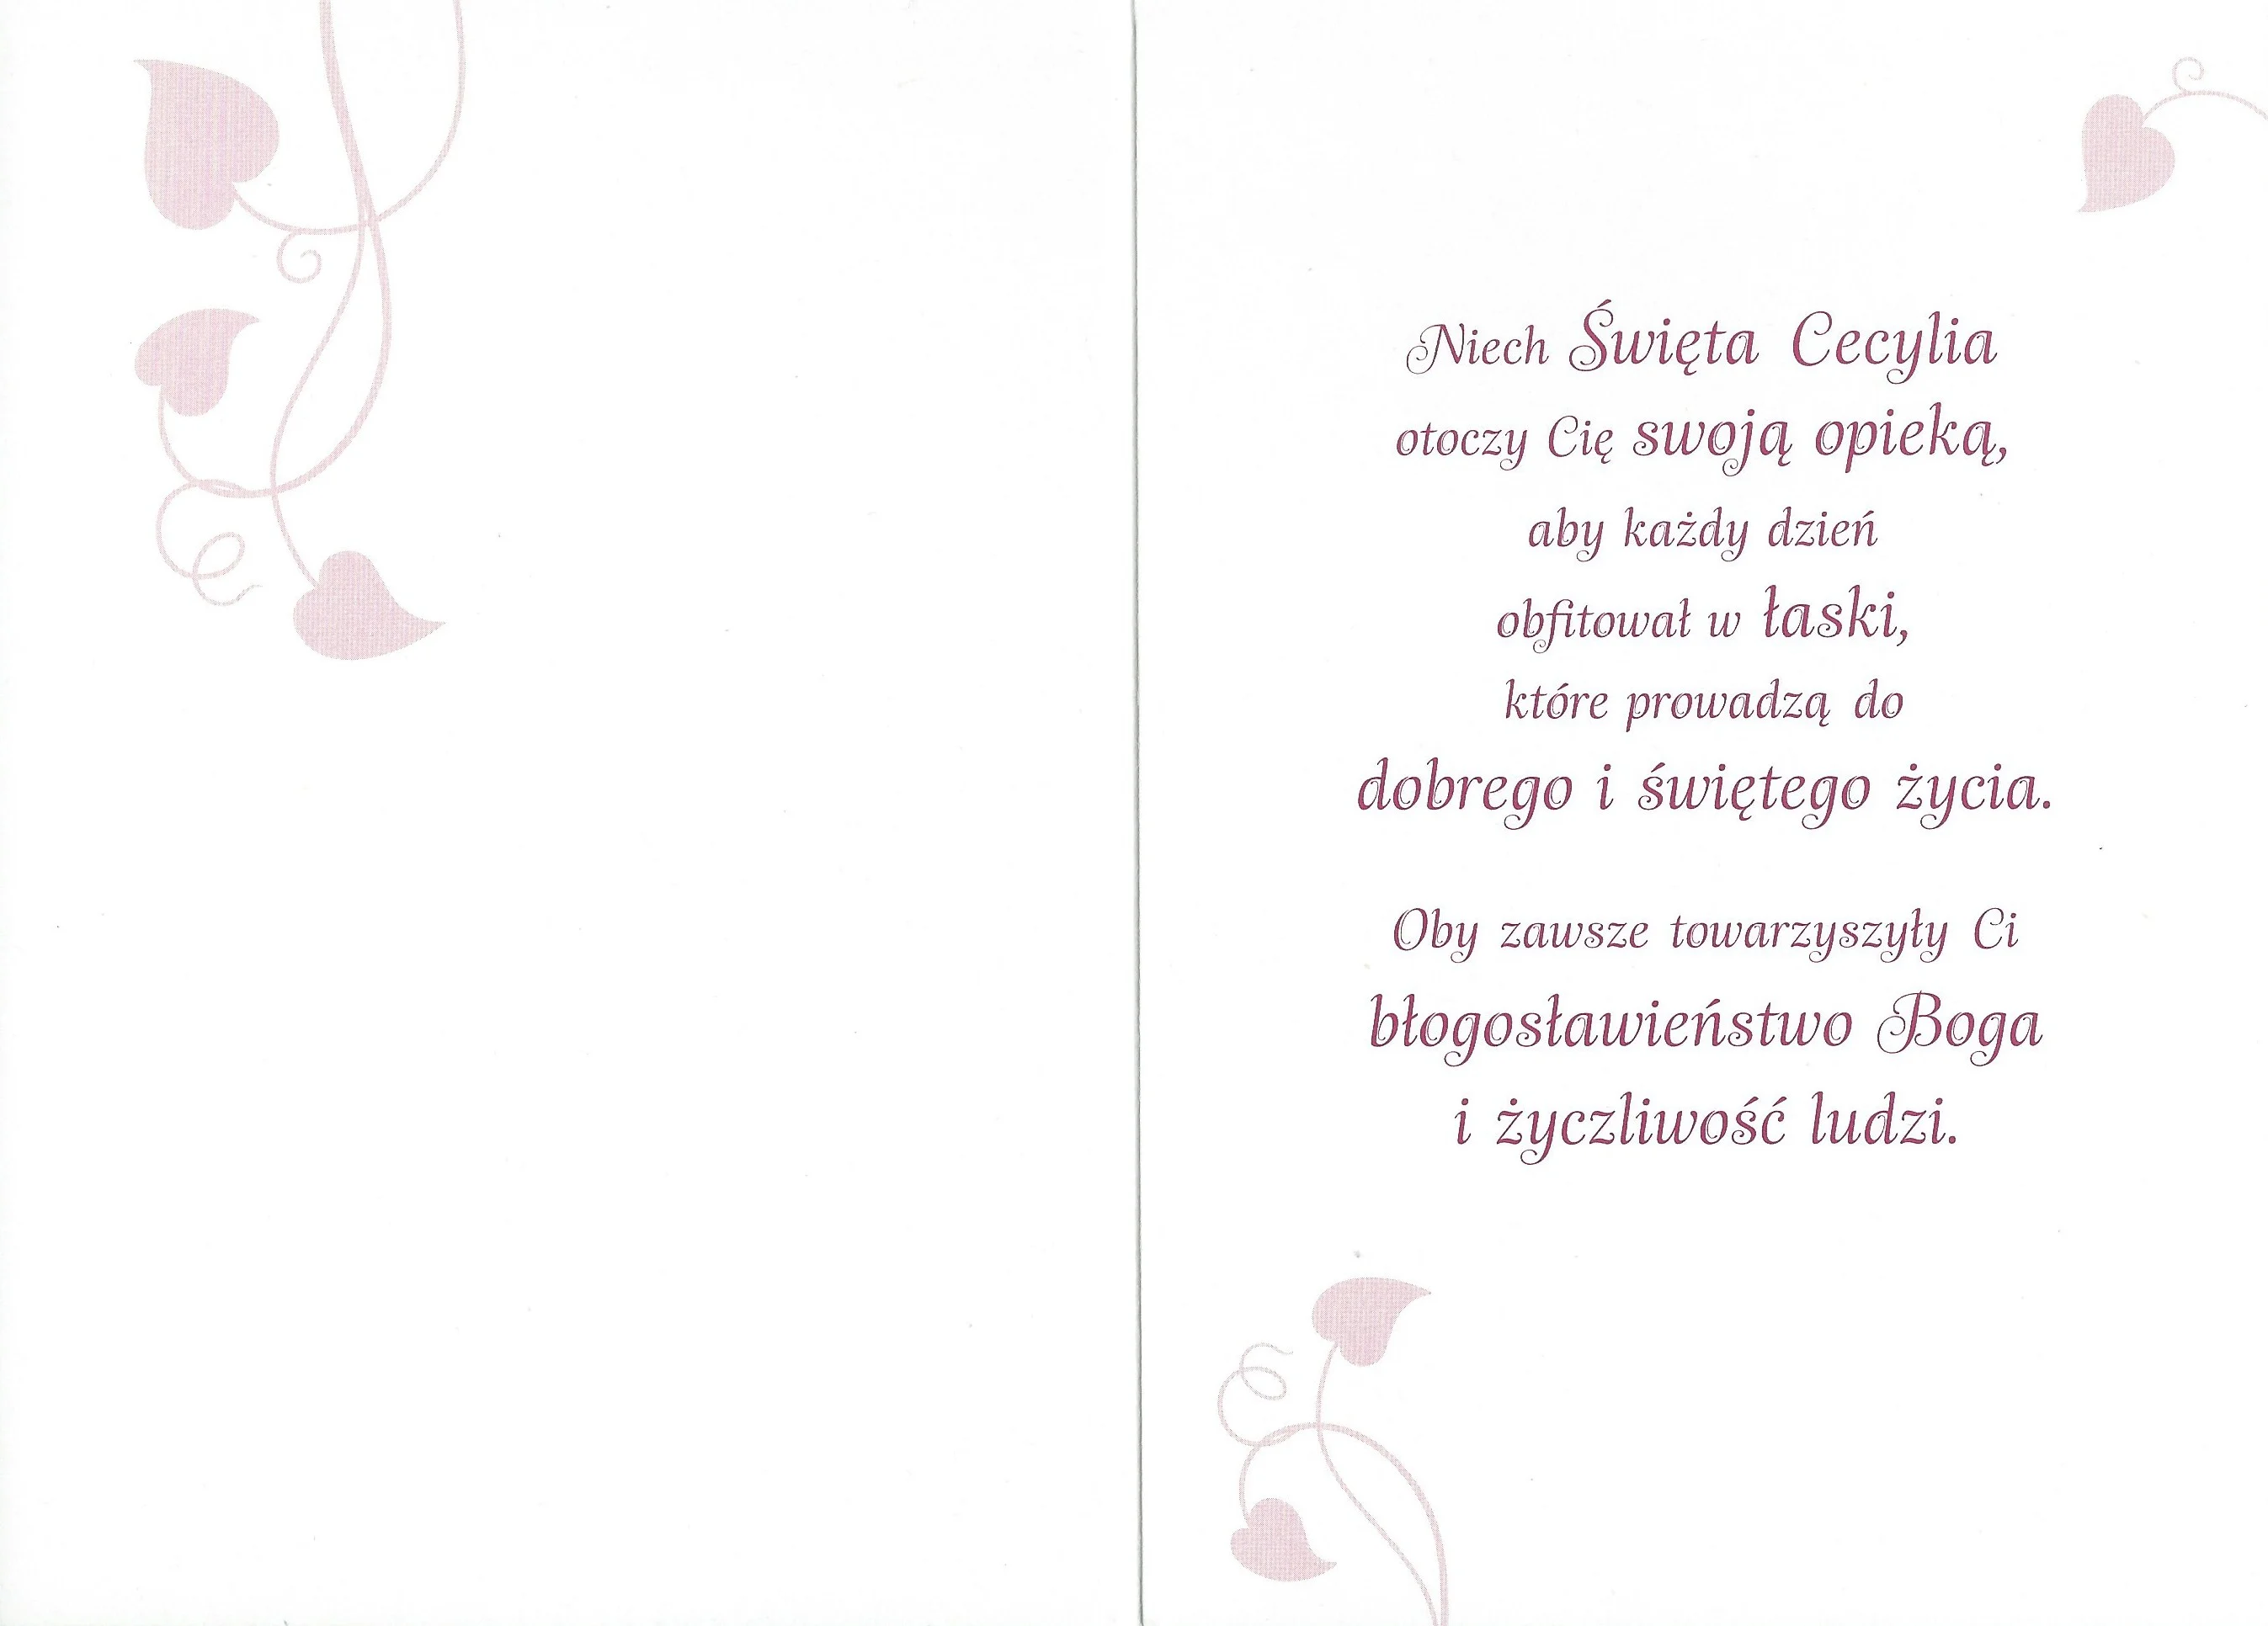 Niech Święta Cecylia
otoczy Cię swoją opieką,
aby każdy dzień
obfitował w łaski,
które prowadzą do
dobrego i świętego życia.
Oby zawsze towarzyszyły Ci
błogosławieństwo Boga
i życzliwość ludzi.